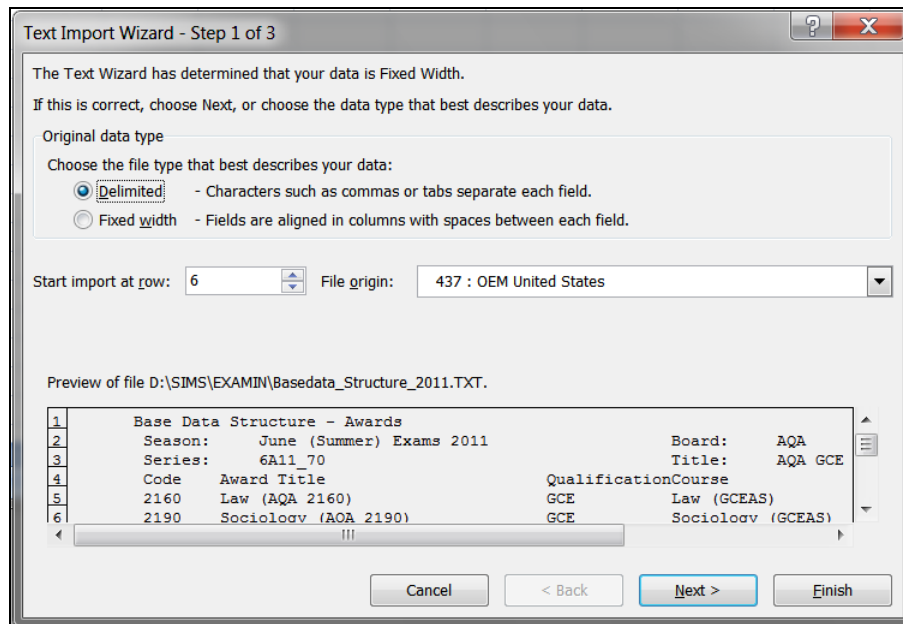 Text Import Wizard - Step 1 of 3
The Text Wizard has determined that your data is Fixed Width.
If this is correct, choose Next, or choose the data type that best describes your data.
Original data type
Choose the file type that best describes your data:
Delimited - Characters such as commas or tabs separate each field.
Fixed width - Fields are aligned in columns with spaces between each field.
Start import at row: 6 File origin: 437 : OEM United States
Preview of file D:\SIMS\EXAMIN\Basedata_Structure_2011.TXT.
1 Base Data Structure - Awards
2 Season: June (Summer) Exams 2011 Board: AQA
3 Series: 6A11_70 Title: AQA GCE
4 Code Award Title QualificationCourse
5 2160 Law (AQA 2160) GCE Law (GCEAS)
6 2190 Sociology (AQA 2190) GCE Sociology (GCEAS)
Cancel < Back Next > Finish